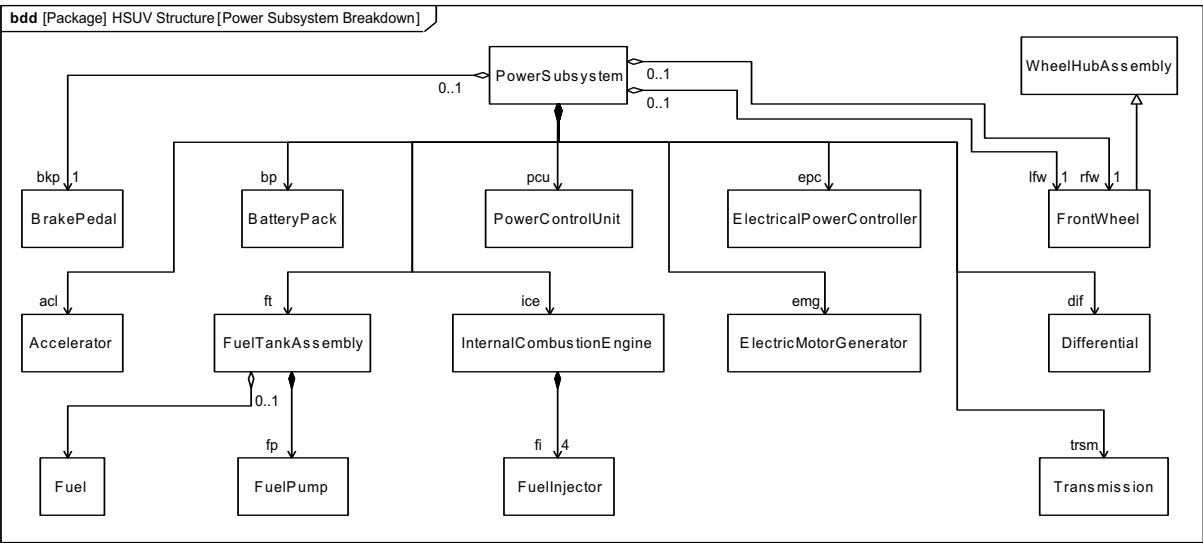 bdd [Package] HSUV Structure [Power Subsystem Breakdown]
PowerSubsystem
WheelHubAssembly
0..1
0..1
0..1
bkp 1
bp
pcu
epc
lfw 1 rfw 1
BrakePedal
BatteryPack
PowerControlUnit
ElectricalPowerController
FrontWheel
acl
ft
ice
emg
dif
Accelerator
FuelTankAssembly
InternalCombustionEngine
ElectricMotorGenerator
Differential
0..1
fp
fi 4
trsm
Fuel
FuelPump
FuelInjector
Transmission